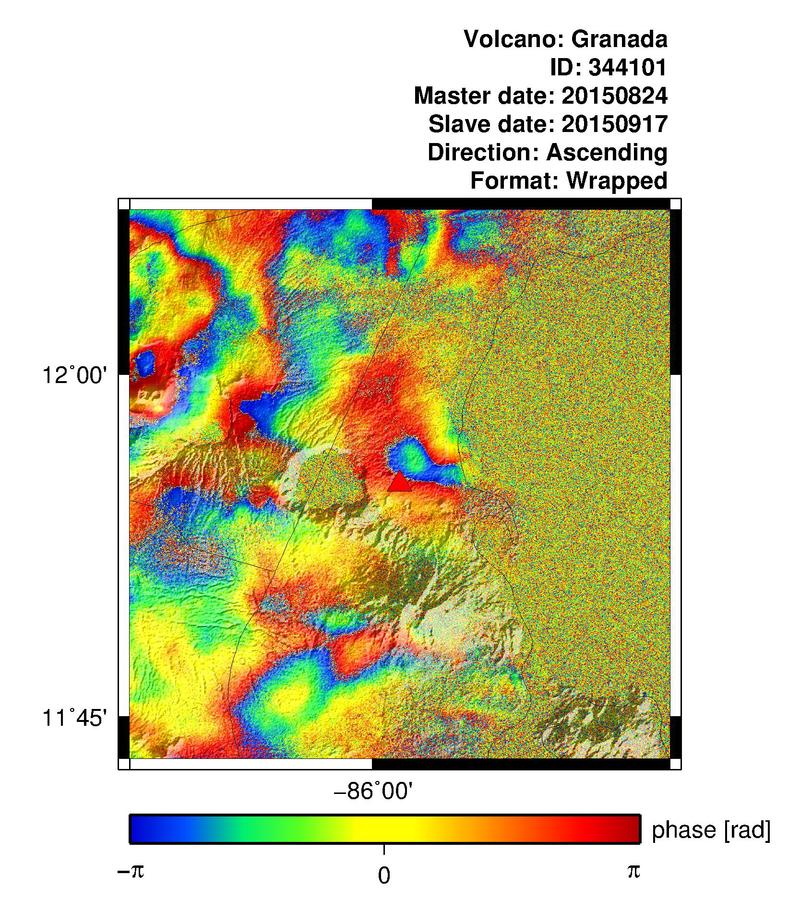 Volcano: Granada
ID: 344101
Master date: 20150824
Slave date: 20150917
Direction: Ascending
Format: Wrapped
12˚00'
11˚45'
−86˚00'
phase [rad]
−π 0 π